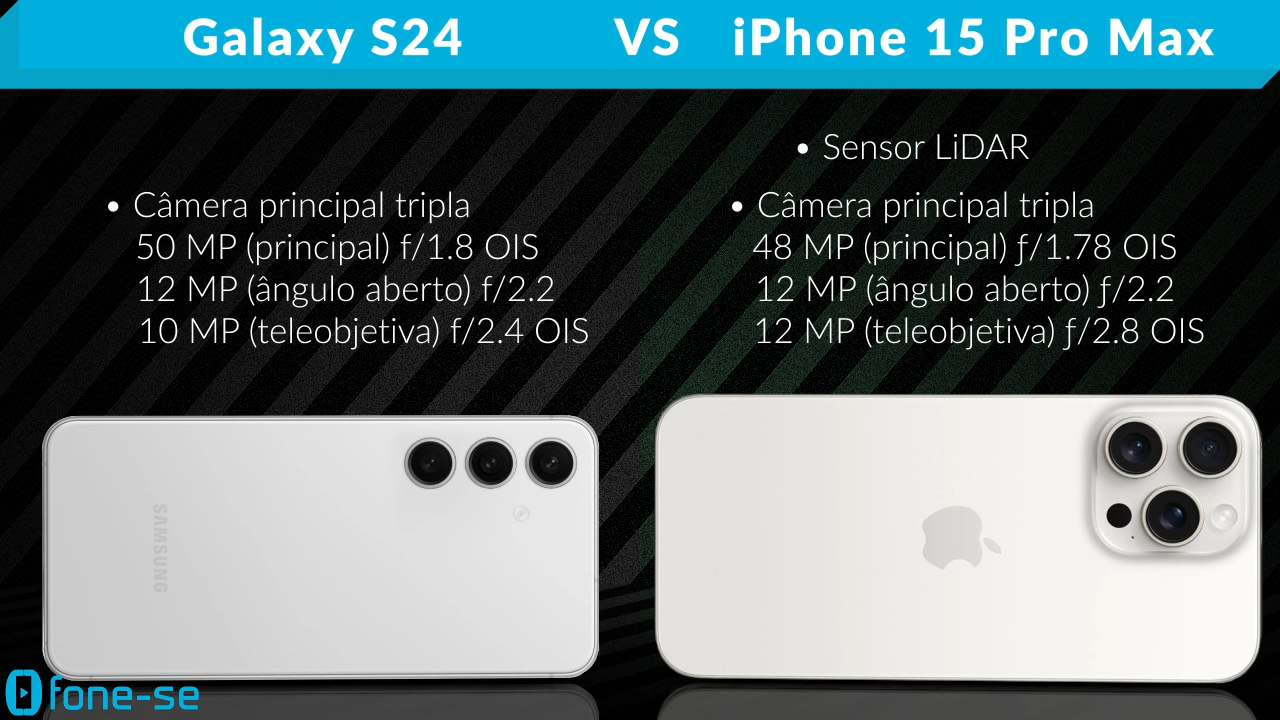 Galaxy S24 VS iPhone 15 Pro Max
• Câmera principal tripla
50 MP (principal) f/1.8 OIS
12 MP (ângulo aberto) f/2.2
10 MP (teleobjetiva) f/2.4 OIS
• Sensor LiDAR
• Câmera principal tripla
48 MP (principal) ƒ/1.78 OIS
12 MP (ângulo aberto) ƒ/2.2
12 MP (teleobjetiva) ƒ/2.8 OIS
SAMSUNG
fone-se